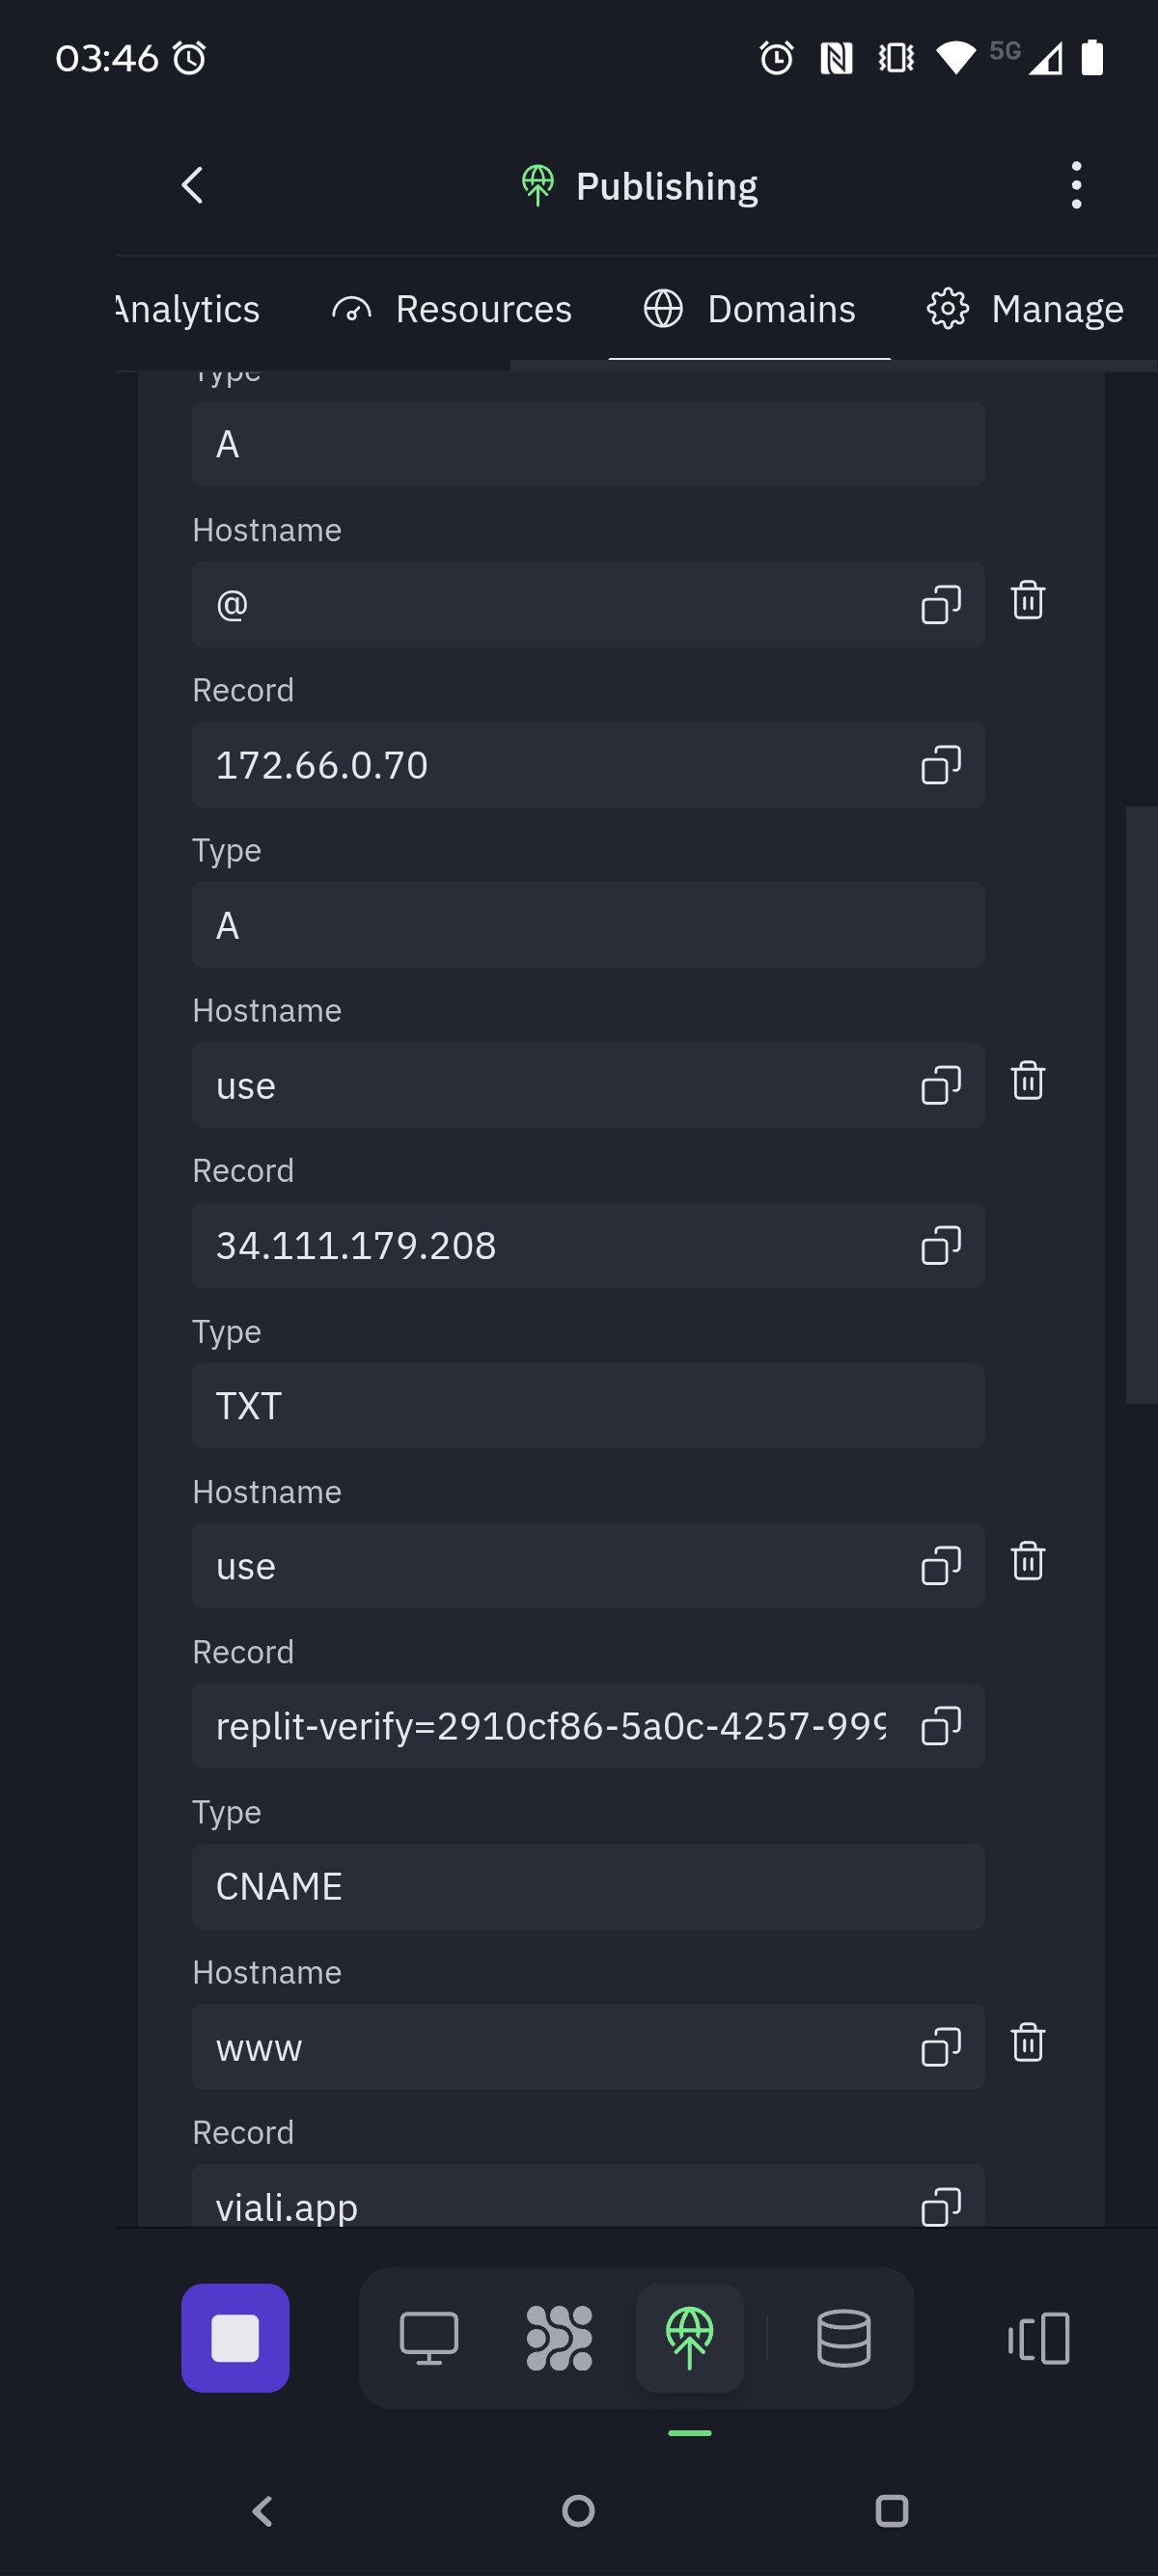 03:46
5G
Publishing
Analytics
Resources
Domains
Manage
Type
A
Hostname
@
Record
172.66.0.70
Type
A
Hostname
use
Record
34.111.179.208
Type
TXT
Hostname
use
Record
replit-verify=2910cf86-5a0c-4257-999
Type
CNAME
Hostname
www
Record
viali.app